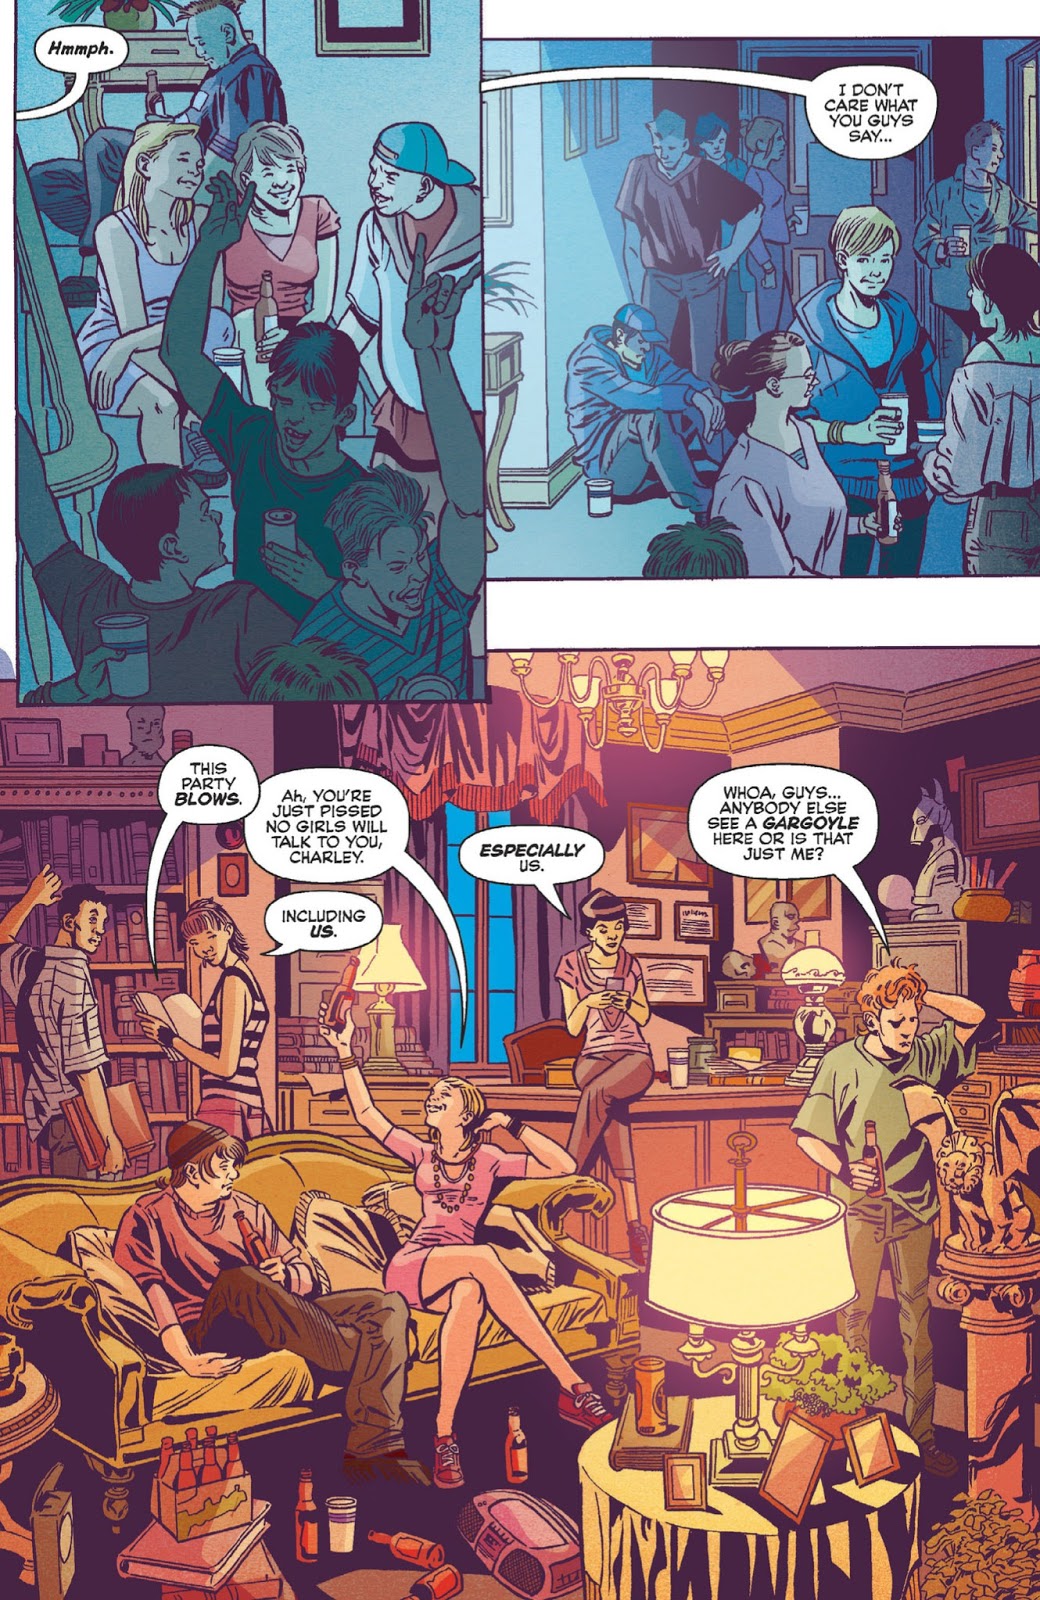 Hmmph.
I DON'T
CARE WHAT
YOU GUYS
SAY...
THIS
PARTY
BLOWS.
Ah, YOU'RE
JUST PISSED
NO GIRLS WILL
TALK TO YOU,
CHARLEY.
INCLUDING
US.
ESPECIALLY
US.
WHOA, GUYS...
ANYBODY ELSE
SEE A GARGOYLE
HERE OR IS THAT
JUST ME?